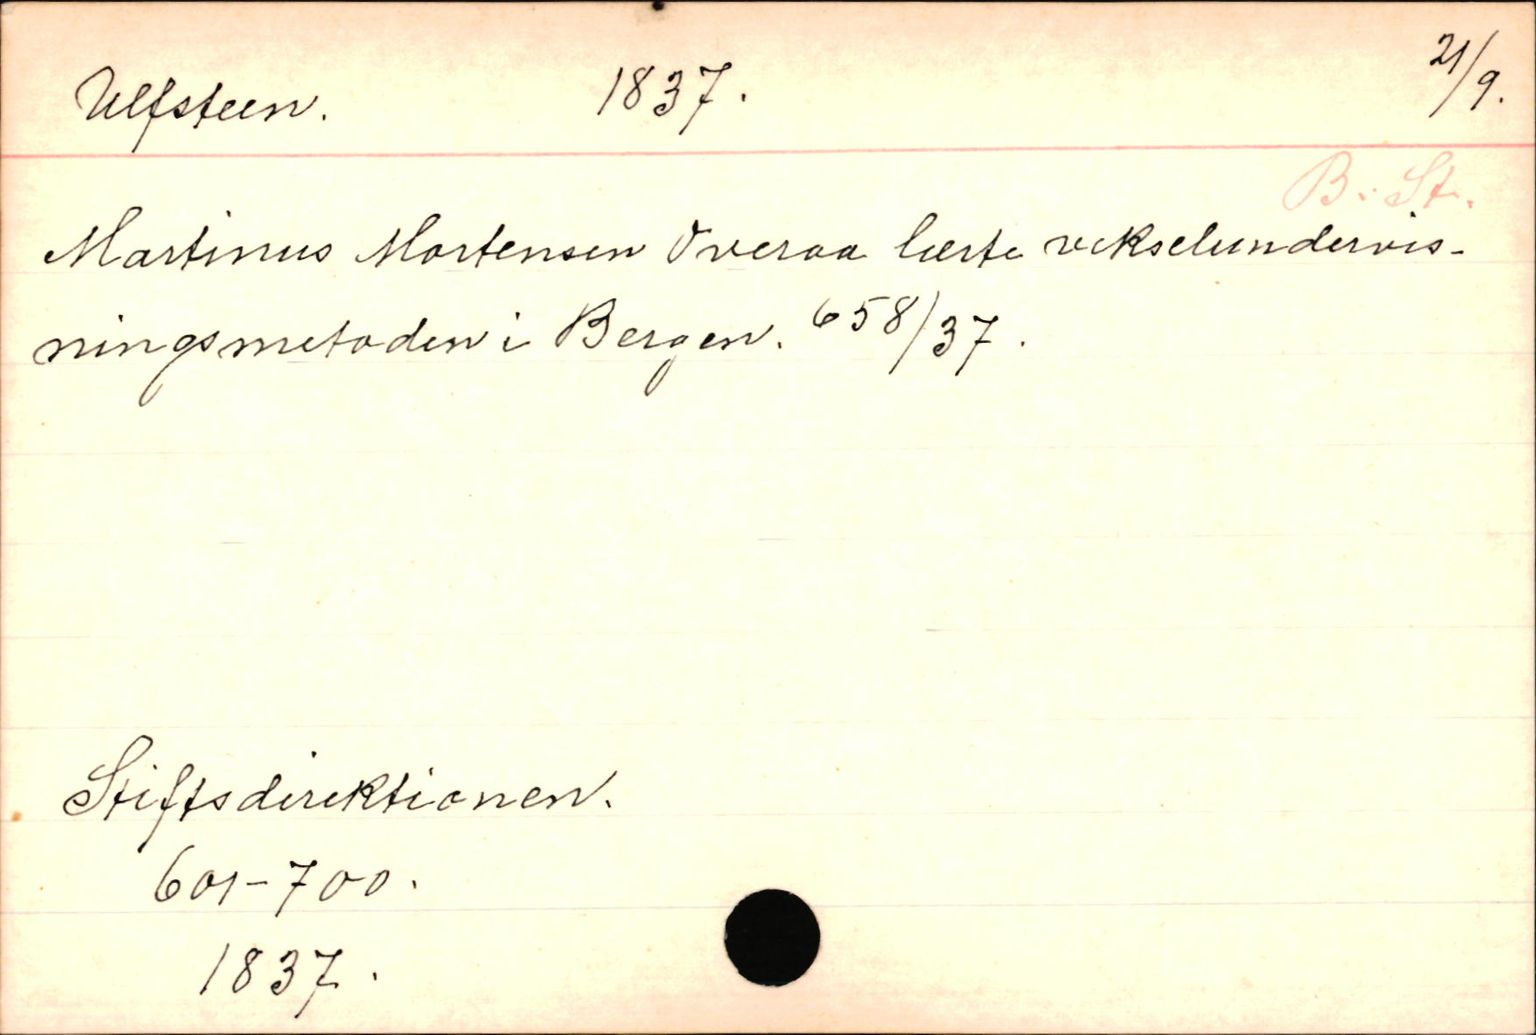 Ulfsteen. 1837. 21/9.
B. St.
Martinus Mortensen Overaa lærte vekselundervis-
ningsmetoden i Bergen. 658/37.
Stiftsdirektionen.
601-700.
1837.